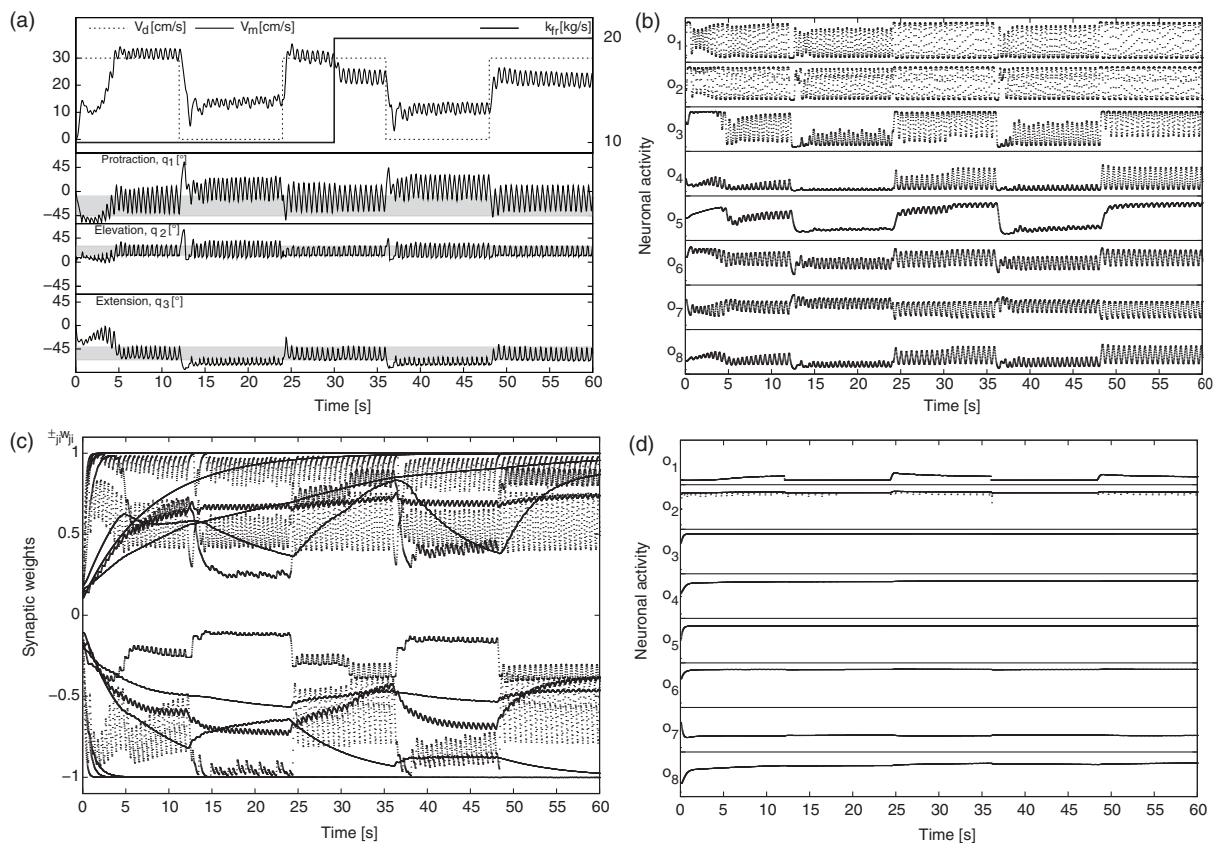 (a)
V_d [cm/s] V_m [cm/s] k_fr [kg/s]
30
20
10
0
20
10
Protraction, q_1 [°]
45
0
−45
Elevation, q_2 [°]
45
0
−45
Extension, q_3 [°]
45
0
−45
0 5 10 15 20 25 30 35 40 45 50 55 60
Time [s]
(b)
Neuronal activity
o_1
o_2
o_3
o_4
o_5
o_6
o_7
o_8
0 5 10 15 20 25 30 35 40 45 50 55 60
Time [s]
(c)
±_ji w_ji
Synaptic weights
1
0.5
0
−0.5
−1
0 5 10 15 20 25 30 35 40 45 50 55 60
Time [s]
(d)
Neuronal activity
o_1
o_2
o_3
o_4
o_5
o_6
o_7
o_8
0 5 10 15 20 25 30 35 40 45 50 55 60
Time [s]